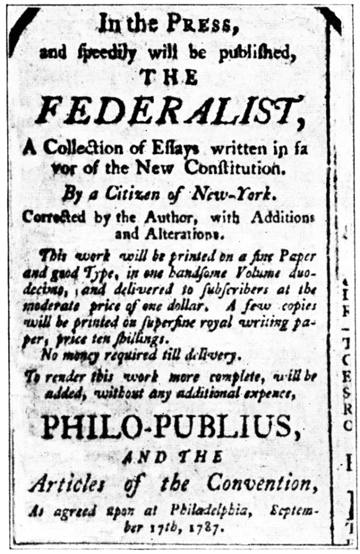 In the PRESS,
and speedily will be published,
THE
FEDERALIST,
A Collection of Essays written in fa
vor of the New Constitution.
By a Citizen of New-York.
Corrected by the Author, with Additions
and Alterations.
This work will be printed on a fine Paper
and good Type, in one handsome Volume duo-
decimo, and delivered to subscribers at the
moderate price of one dollar. A few copies
will be printed on superfine royal writing pa-
per, price ten shillings.
No money required till delivery.
To render this work more complete, will be
added, without any additional expence,
PHILO-PUBLIUS,
AND THE
Articles of the Convention,
As agreed upon at Philadelphia, Septem-
ber 17th, 1787.